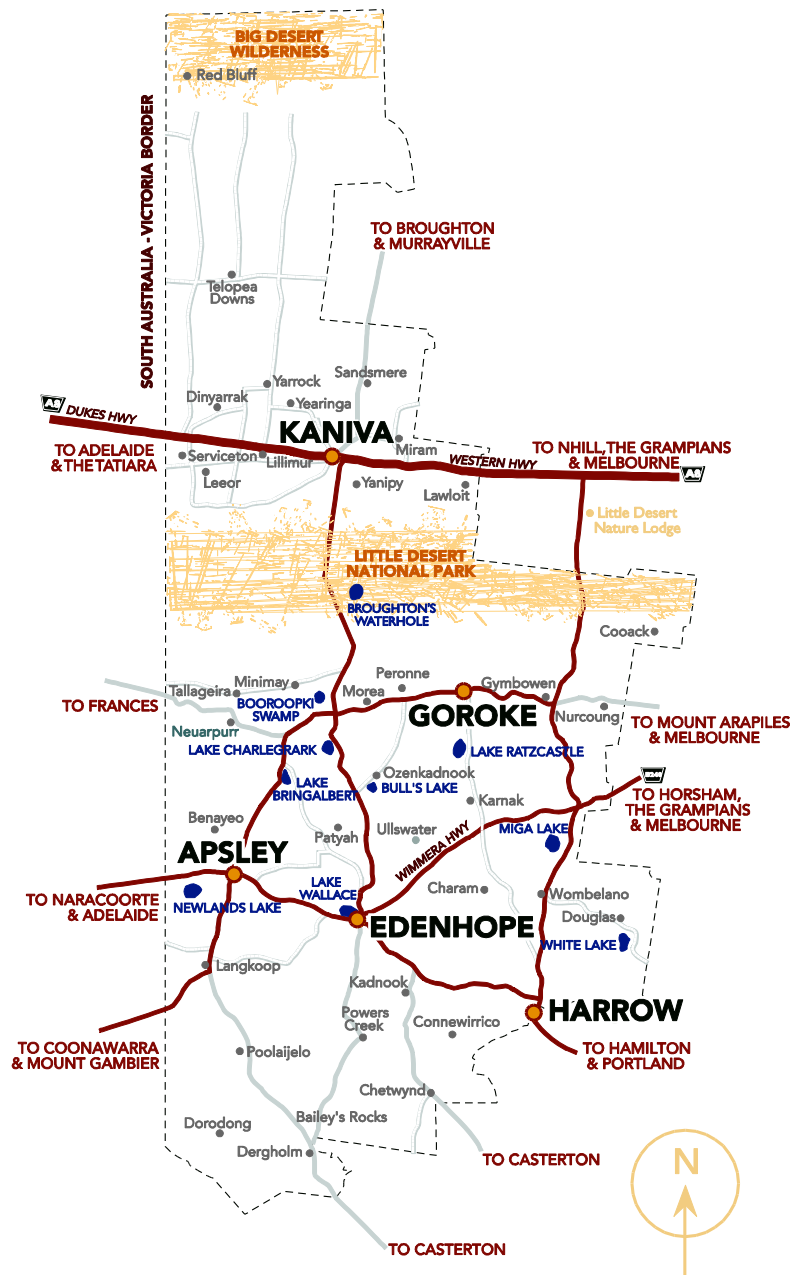 BIG DESERT
WILDERNESS
Red Bluff
SOUTH AUSTRALIA - VICTORIA BORDER
TO BROUGHTON
& MURRAYVILLE
Telopea
Downs
Sandsmere
Yarrock
Dinyarrak
Yearinga
A8
DUKES HWY
KANIVA
Miram
TO ADELAIDE
& THE TATIARA
Serviceton
Lillimur
WESTERN HWY
TO NHILL, THE GRAMPIANS
& MELBOURNE
A8
Leeor
Yanipy
Lawloit
Little Desert
Nature Lodge
LITTLE DESERT
NATIONAL PARK
BROUGHTON'S
WATERHOLE
Cooack
Peronne
Minimay
Gymbowen
Tallageira
Morea
TO FRANCES
BOOROOPKI
SWAMP
GOROKE
Nurcoung
TO MOUNT ARAPILES
& MELBOURNE
Neuarpurr
LAKE CHARLEGRARK
LAKE RATZCASTLE
Ozenkadnook
LAKE
BRINGALBERT
BULL'S LAKE
TO HORSHAM,
THE GRAMPIANS
& MELBOURNE
Karnak
Benayeo
Patyah
Ullswater
MIGA LAKE
WIMMERA HWY
APSLEY
LAKE
WALLACE
Charam
Wombelano
TO NARACOORTE
& ADELAIDE
NEWLANDS LAKE
Douglas
EDENHOPE
WHITE LAKE
Langkoop
Kadnook
HARROW
Powers
Creek
Connewirrico
TO COONAWARRA
& MOUNT GAMBIER
Poolaijelo
TO HAMILTON
& PORTLAND
Chetwynd
Bailey's Rocks
Dorodong
Dergholm
TO CASTERTON
N
TO CASTERTON